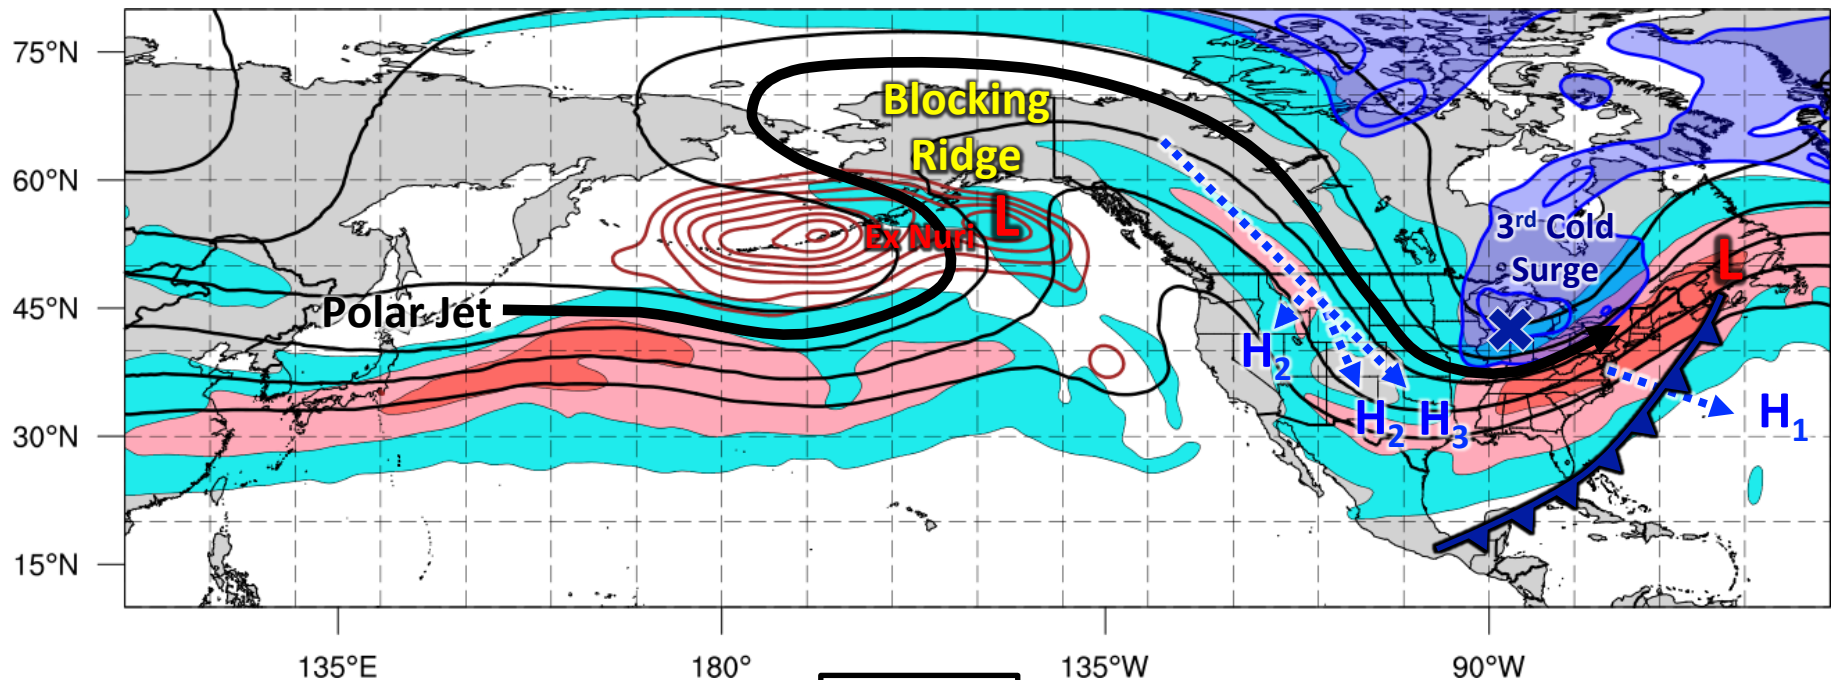 75°N
60°N
45°N
30°N
15°N
135°E
180°
135°W
90°W
Blocking
Ridge
L
Ex Nuri
Polar Jet
3rd Cold
Surge
L
H2
H2
H3
H1